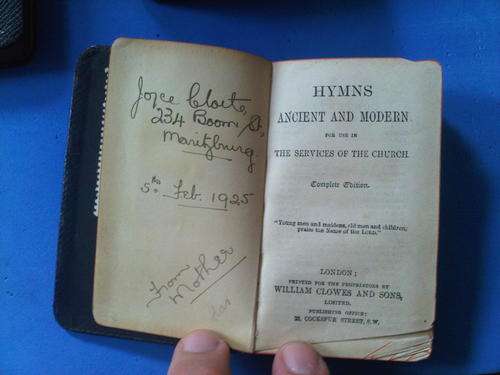 Joyce Cloete,
234 Boom St,
Maritzburg.
5th Feb. 1925
From
Mother
HYMNS
ANCIENT AND MODERN
FOR USE IN
THE SERVICES OF THE CHURCH.
Complete Edition.
"Young men and maidens, old men and children,
praise the Name of the LORD."
LONDON:
PRINTED FOR THE PROPRIETORS BY
WILLIAM CLOWES AND SONS,
LIMITED.
PUBLISHING OFFICE:
23, COCKSPUR STREET, S.W.